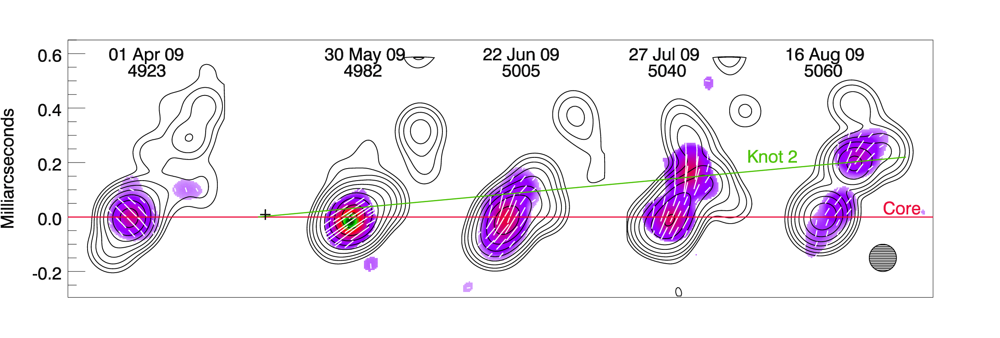 01 Apr 09
4923
30 May 09
4982
22 Jun 09
5005
27 Jul 09
5040
16 Aug 09
5060
Milliarcseconds
0.6
0.4
0.2
0.0
-0.2
Knot 2
Core